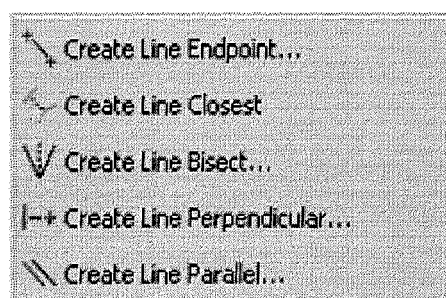 Create Line Endpoint...
Create Line Closest
Create Line Bisect...
Create Line Perpendicular...
Create Line Parallel...